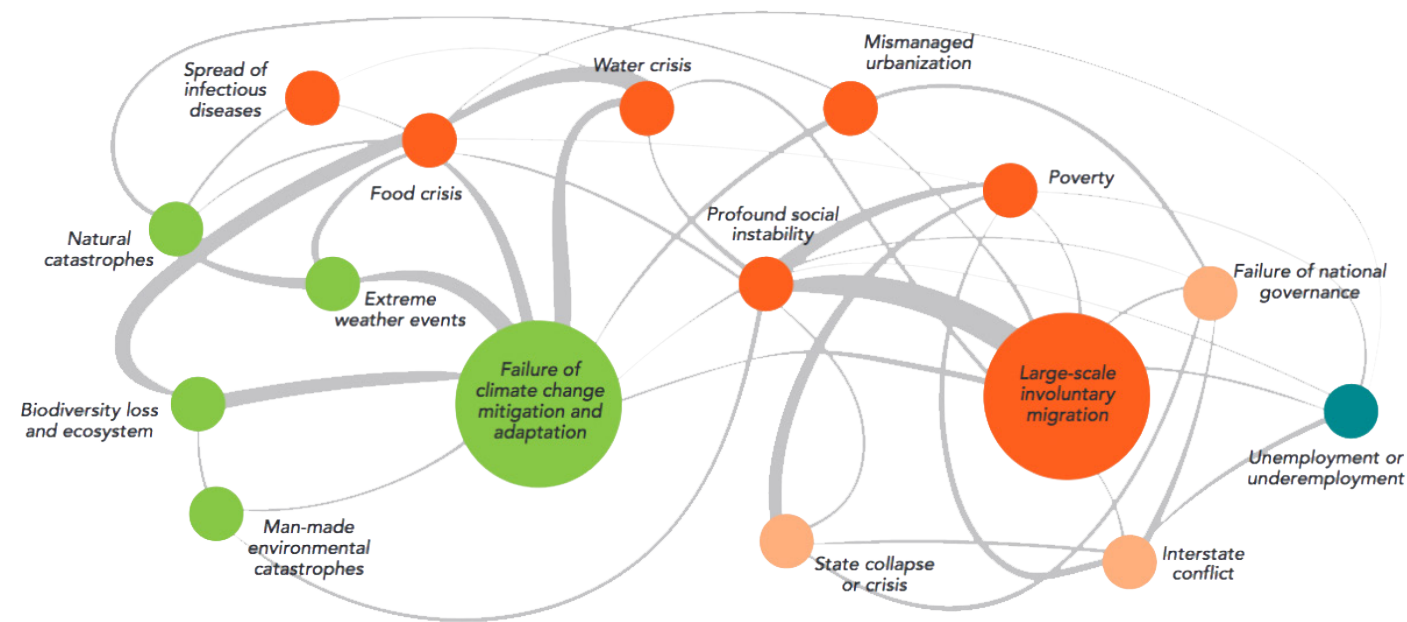 Spread of
infectious
diseases
Water crisis
Mismanaged
urbanization
Food crisis
Poverty
Profound social
instability
Natural
catastrophes
Failure of national
governance
Extreme
weather events
Failure of
climate change
mitigation and
adaptation
Large-scale
involuntary
migration
Biodiversity loss
and ecosystem
Unemployment or
underemployment
Man-made
environmental
catastrophes
State collapse
or crisis
Interstate
conflict